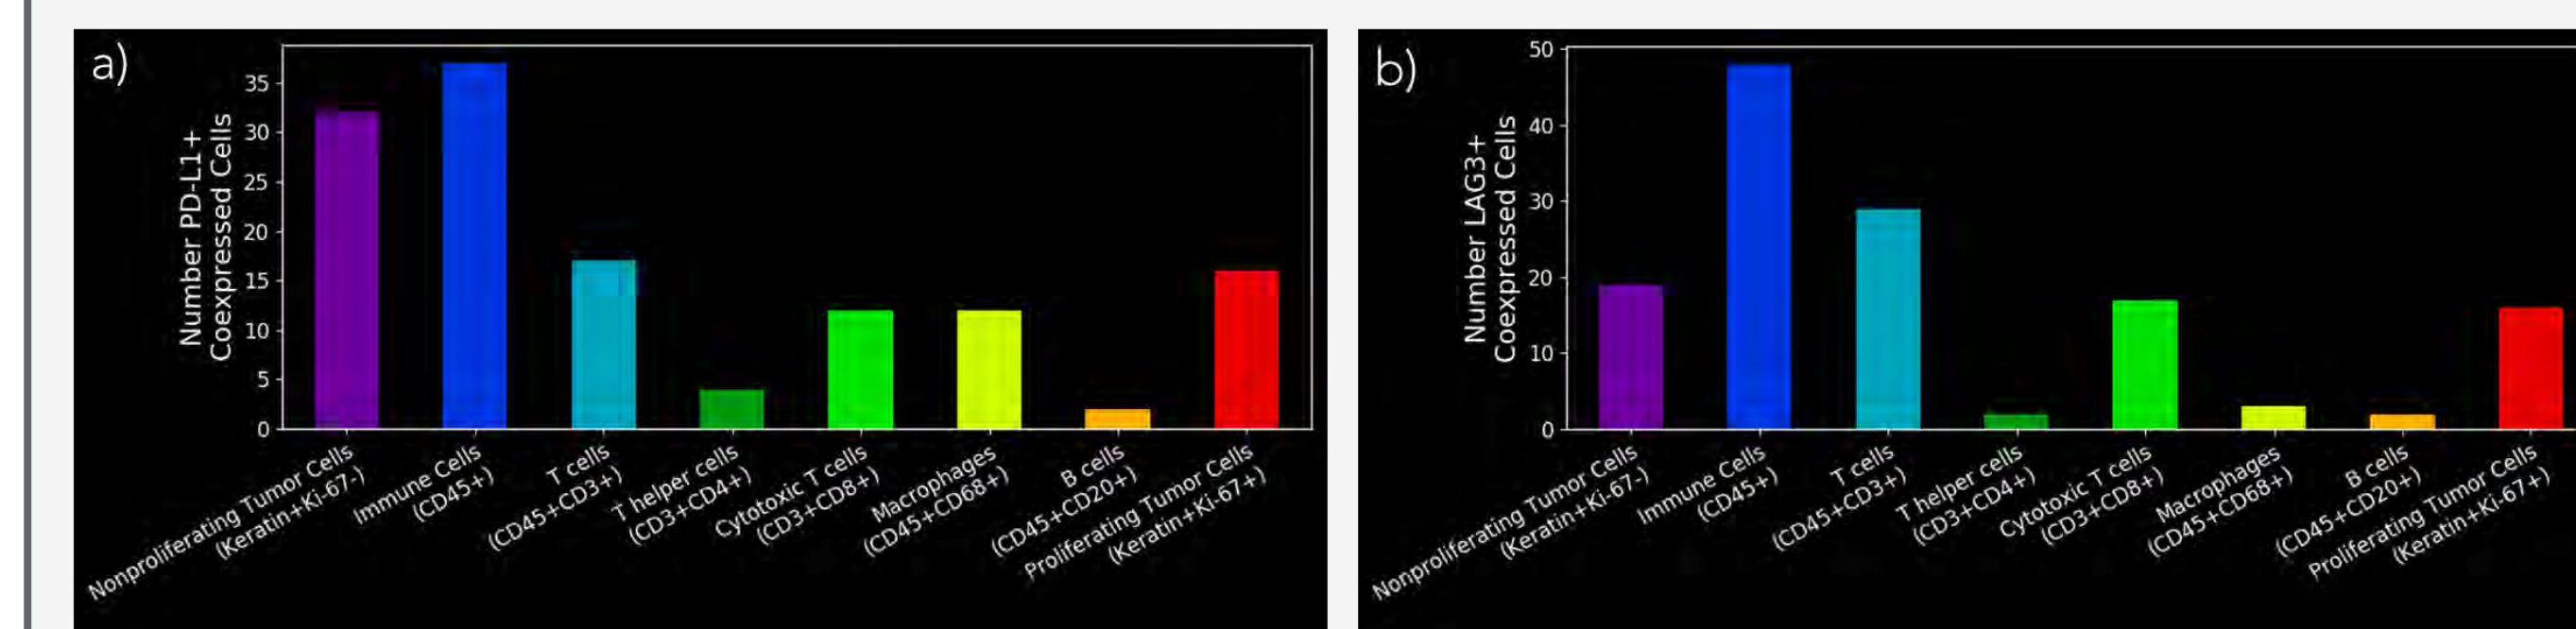 a)
Number PD-L1+
Coexpressed Cells
35
30
25
20
15
10
5
0
Nonproliferating Tumor Cells
(Keratin+Ki-67-)
Immune Cells
(CD45+)
T cells
(CD45+CD3+)
T helper cells
(CD3+CD4+)
Cytotoxic T cells
(CD3+CD8+)
Macrophages
(CD45+CD68+)
B cells
(CD45+CD20+)
Proliferating Tumor Cells
(Keratin+Ki-67+)
b)
Number LAG3+
Coexpressed Cells
50
40
30
20
10
0
Nonproliferating Tumor Cells
(Keratin+Ki-67-)
Immune Cells
(CD45+)
T cells
(CD45+CD3+)
T helper cells
(CD3+CD4+)
Cytotoxic T cells
(CD3+CD8+)
Macrophages
(CD45+CD68+)
B cells
(CD45+CD20+)
Proliferating Tumor Cells
(Keratin+Ki-67+)